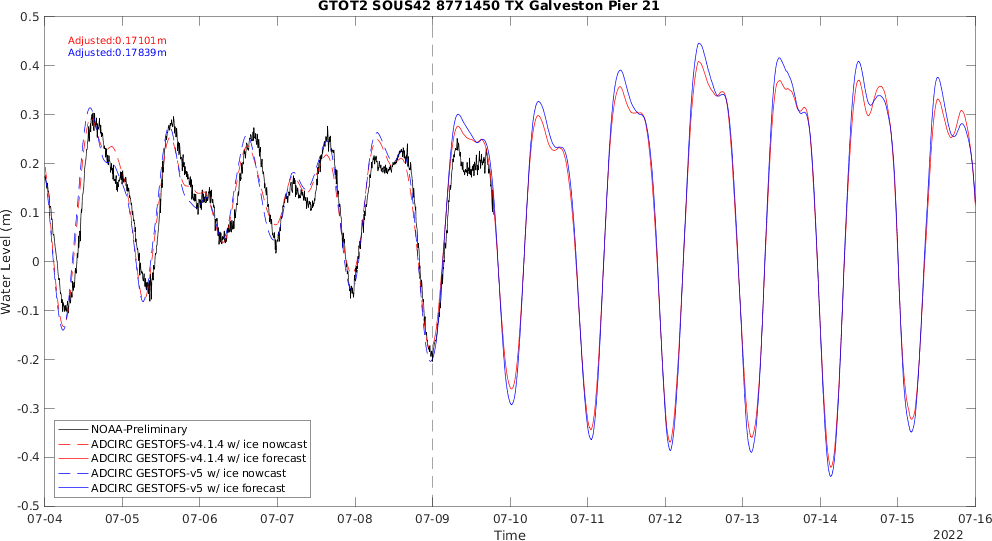 GTOT2 SOUS42 8771450 TX Galveston Pier 21
Adjusted:0.17101m
Adjusted:0.17839m
0.5
0.4
0.3
0.2
0.1
0
-0.1
-0.2
-0.3
-0.4
-0.5
Water Level (m)
NOAA-Preliminary
ADCIRC GESTOFS-v4.1.4 w/ ice nowcast
ADCIRC GESTOFS-v4.1.4 w/ ice forecast
ADCIRC GESTOFS-v5 w/ ice nowcast
ADCIRC GESTOFS-v5 w/ ice forecast
07-04 07-05 07-06 07-07 07-08 07-09 07-10 07-11 07-12 07-13 07-14 07-15 07-16
Time
2022